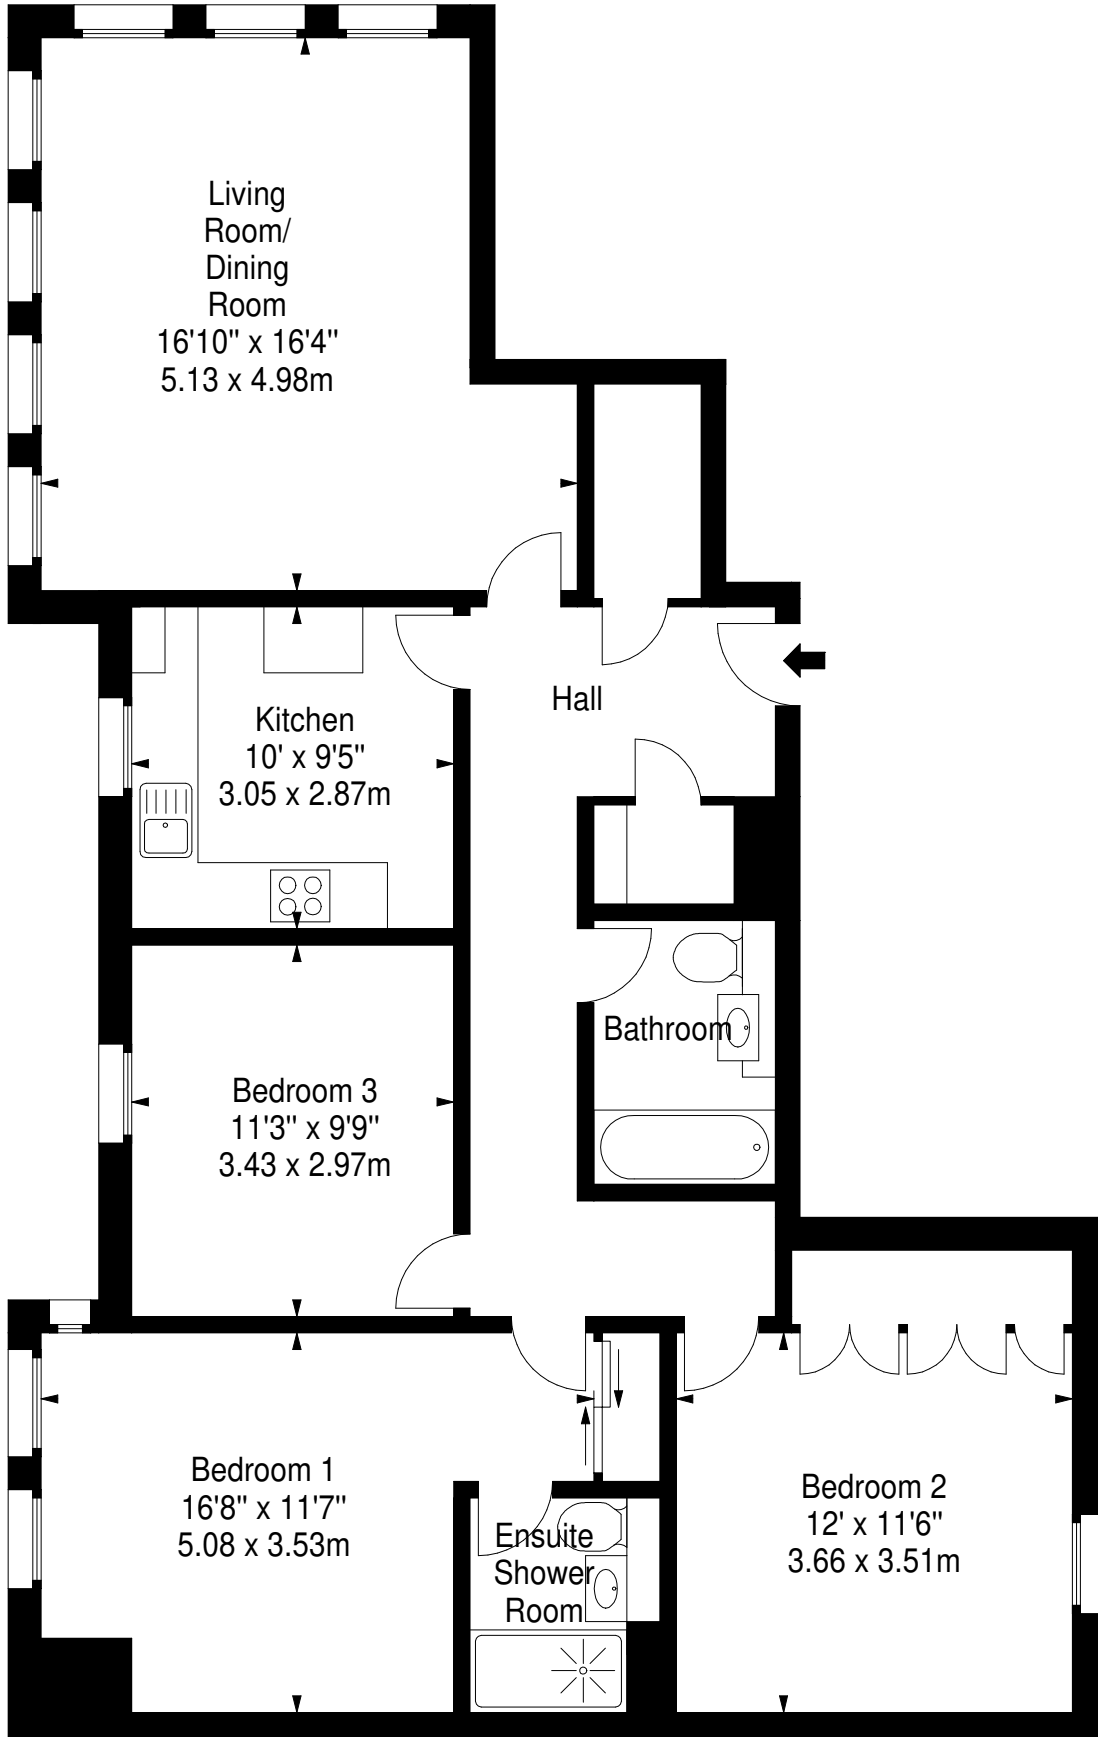 Living
Room/
Dining
Room
16'10" x 16'4"
5.13 x 4.98m
Hall
Kitchen
10' x 9'5"
3.05 x 2.87m
Bathroom
Bedroom 3
11'3" x 9'9"
3.43 x 2.97m
Bedroom 1
16'8" x 11'7"
5.08 x 3.53m
Ensuite
Shower
Room
Bedroom 2
12' x 11'6"
3.66 x 3.51m